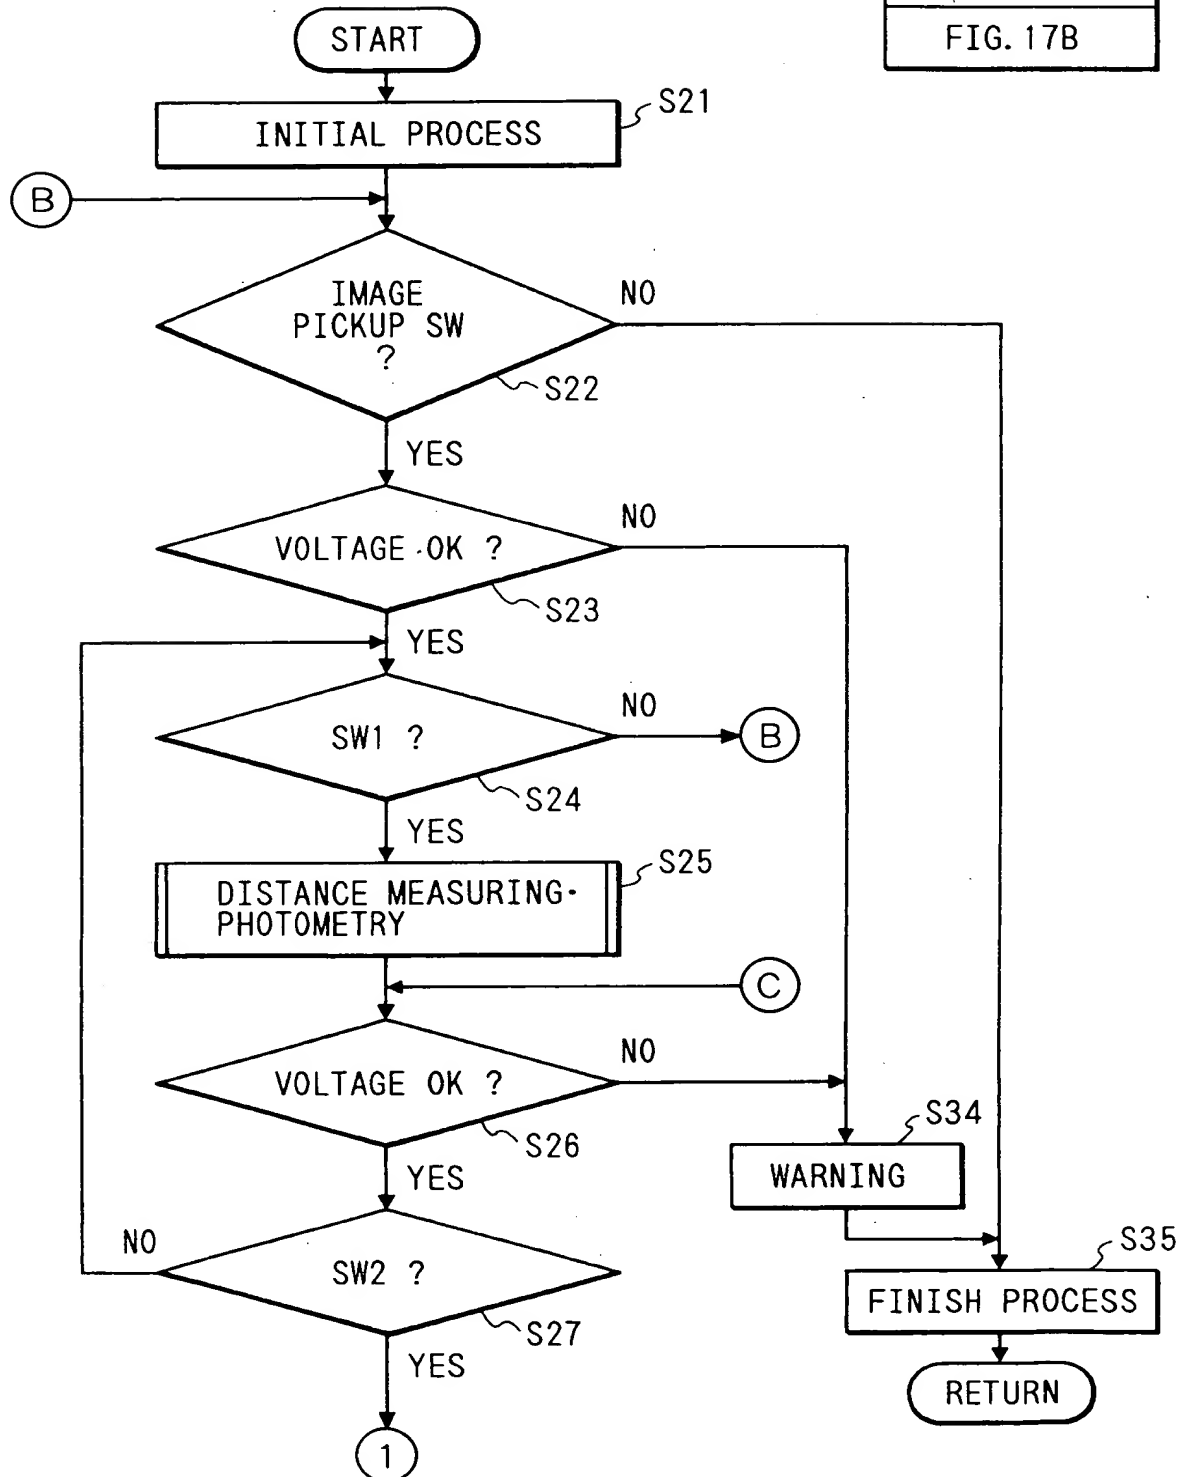 START
FIG. 17B
INITIAL PROCESS
S21
B
IMAGE
PICKUP SW
?
NO
S22
YES
VOLTAGE OK ?
NO
S23
YES
SW1 ?
NO
B
S24
YES
DISTANCE MEASURING·
PHOTOMETRY
S25
C
VOLTAGE OK ?
NO
S26
YES
S34
WARNING
NO
SW2 ?
S27
YES
S35
FINISH PROCESS
RETURN
1